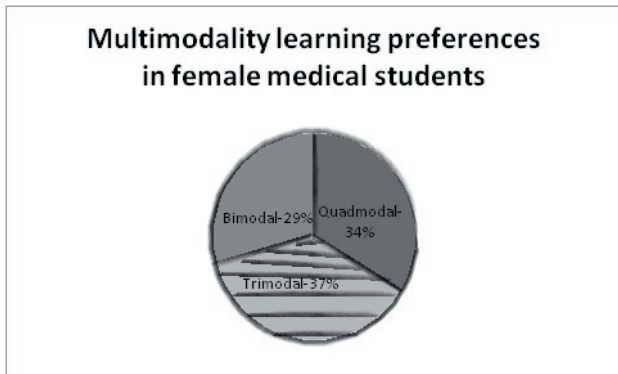 Multimodality learning preferences
in female medical students
Bimodal-29%
Quadmodal-
34%
Trimodal-37%